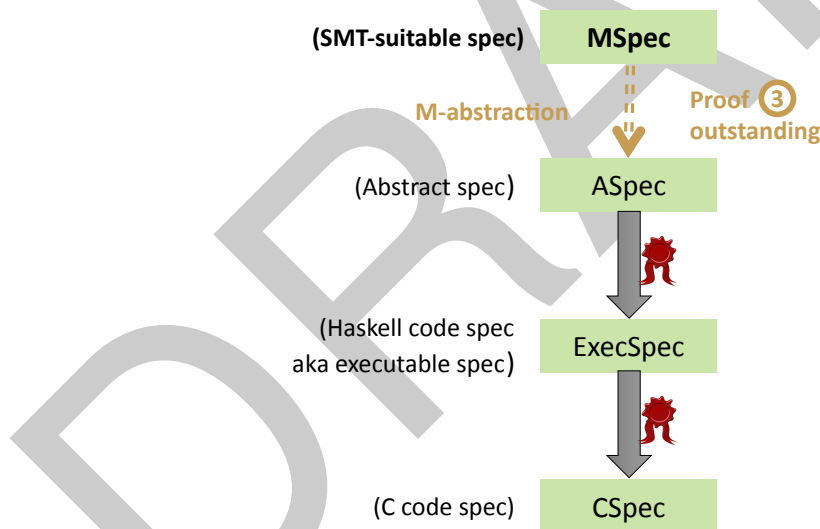 (SMT-suitable spec) MSpec
M-abstraction
Proof 3
outstanding
(Abstract spec) ASpec
(Haskell code spec
aka executable spec)
ExecSpec
(C code spec) CSpec
DRA